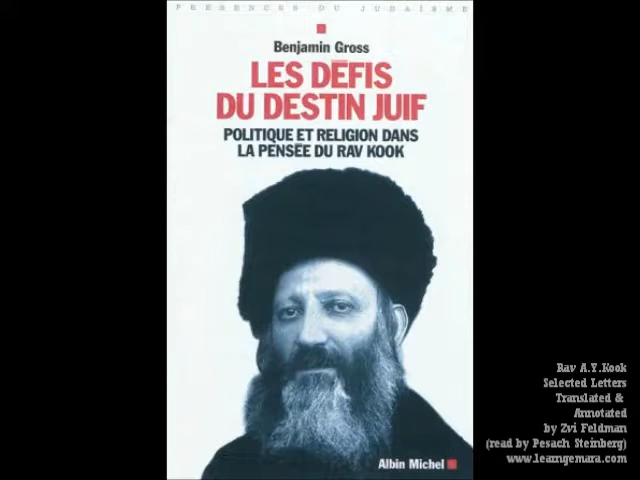 PRESENCES DU JUDAÏSME
Benjamin Gross
LES DÉFIS
DU DESTIN JUIF
POLITIQUE ET RELIGION DANS
LA PENSÉE DU RAV KOOK
Albin Michel
Rav A.Y.Kook
Selected Letters
Translated &
Annotated
by Zvi Feldman
(read by Pesach Steinberg)
www.learngemara.com